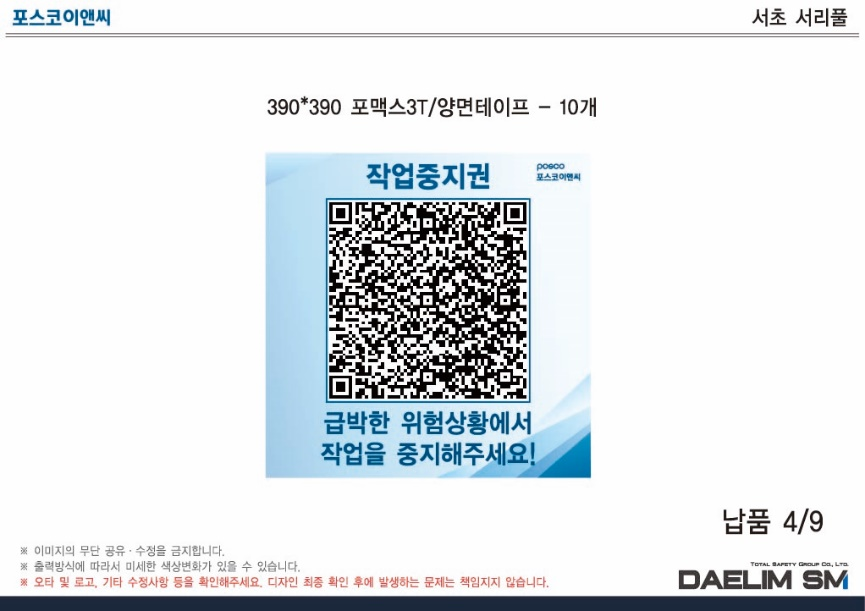 포스코이앤씨
서초 서리풀
390*390 포맥스3T/양면테이프 - 10개
작업중지권
posco
포스코이앤씨
급박한 위험상황에서
작업을 중지해주세요!
납품 4/9
※ 이미지의 무단 공유·수정을 금지합니다.
※ 출력방식에 따라서 미세한 색상변화가 있을 수 있습니다.
※ 오타 및 로고, 기타 수정사항 등을 확인해주세요. 디자인 최종 확인 후에 발생하는 문제는 책임지지 않습니다.
TOTAL SAFETY GROUP CO., LTD.
DAELIM SM